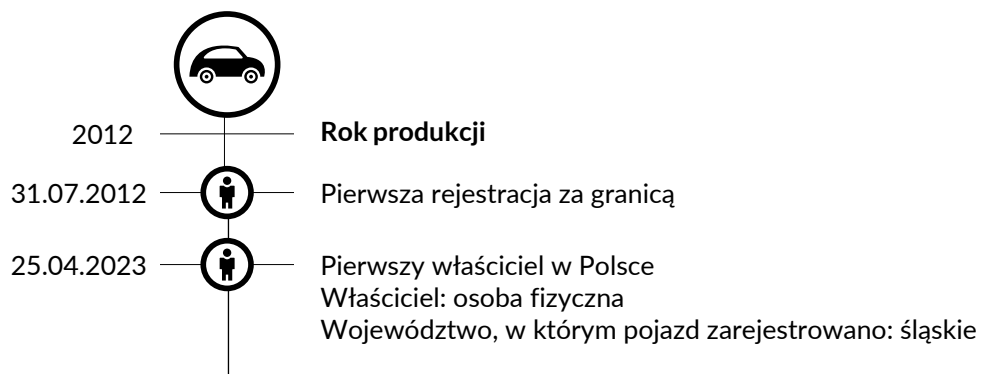 2012 Rok produkcji
31.07.2012 Pierwsza rejestracja za granicą
25.04.2023 Pierwszy właściciel w Polsce
Właściciel: osoba fizyczna
Województwo, w którym pojazd zarejestrowano: śląskie